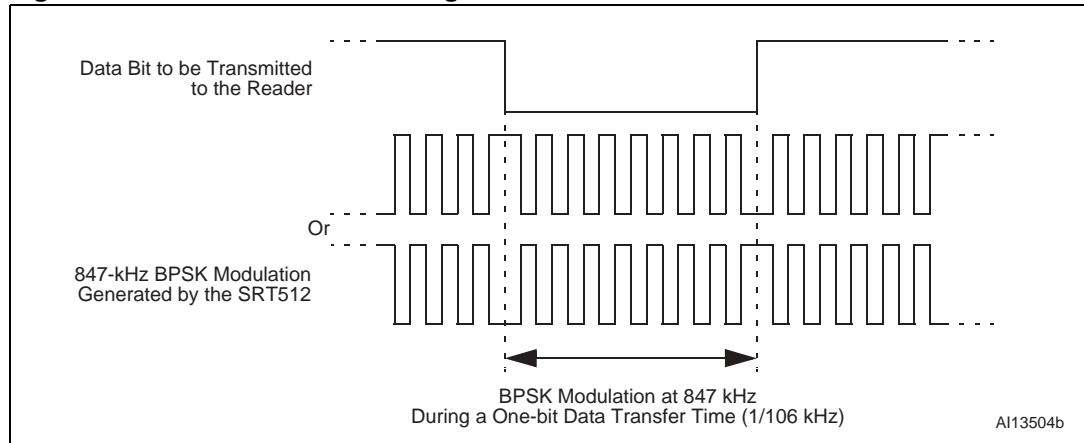 Data Bit to be Transmitted
to the Reader
Or
847-kHz BPSK Modulation
Generated by the SRT512
BPSK Modulation at 847 kHz
During a One-bit Data Transfer Time (1/106 kHz)
AI13504b